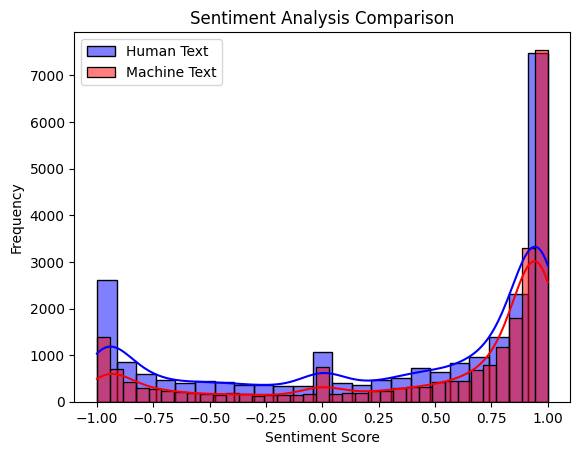 Sentiment Analysis Comparison
Human Text
Machine Text
Frequency
7000
6000
5000
4000
3000
2000
1000
0
−1.00 −0.75 −0.50 −0.25 0.00 0.25 0.50 0.75 1.00
Sentiment Score